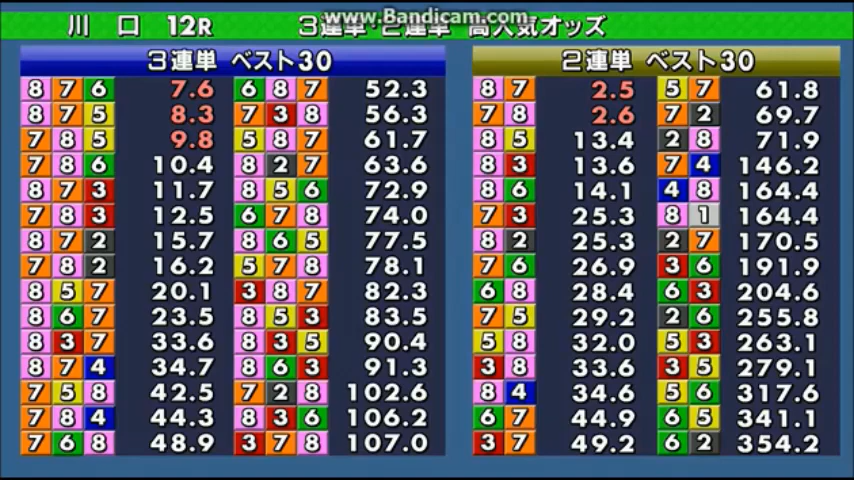 www.Bandicam.com
川 口 12R 3連単・2連単 高人気オッズ
3連単 ベスト30
8 7 6 7.6 6 8 7 52.3
8 7 5 8.3 7 3 8 56.3
7 8 5 9.8 5 8 7 61.7
7 8 6 10.4 8 2 7 63.6
8 7 3 11.7 8 5 6 72.9
7 8 3 12.5 6 7 8 74.0
8 7 2 15.7 8 6 5 77.5
7 8 2 16.2 5 7 8 78.1
8 5 7 20.1 3 8 7 82.3
8 6 7 23.5 8 5 3 83.5
8 3 7 33.6 8 3 5 90.4
8 7 4 34.7 8 6 3 91.3
7 5 8 42.5 7 2 8 102.6
7 8 4 44.3 8 3 6 106.2
7 6 8 48.9 3 7 8 107.0
2連単 ベスト30
8 7 2.5 5 7 61.8
7 8 2.6 7 2 69.7
8 5 13.4 2 8 71.9
8 3 13.6 7 4 146.2
8 6 14.1 4 8 164.4
7 3 25.3 8 1 164.4
8 2 25.3 2 7 170.5
7 6 26.9 3 6 191.9
6 8 28.4 6 3 204.6
7 5 29.2 2 6 255.8
5 8 32.0 5 3 263.1
3 8 33.6 3 5 279.1
8 4 34.6 5 6 317.6
6 7 44.9 6 5 341.1
3 7 49.2 6 2 354.2